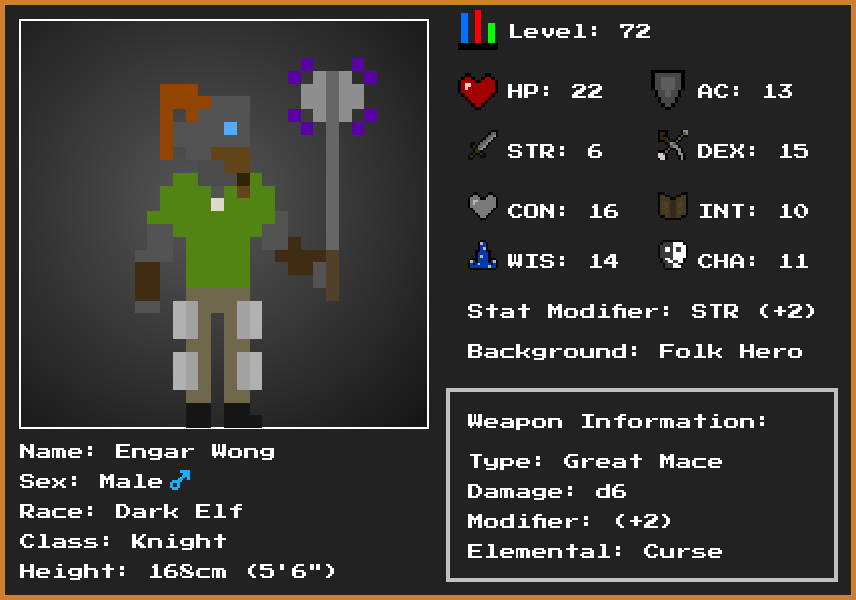 Level: 72
HP: 22
AC: 13
STR: 6
DEX: 15
CON: 16
INT: 10
WIS: 14
CHA: 11
Stat Modifier: STR (+2)
Background: Folk Hero
Weapon Information:
Type: Great Mace
Damage: d6
Modifier: (+2)
Elemental: Curse
Name: Engar Wong
Sex: Male♂
Race: Dark Elf
Class: Knight
Height: 168cm (5'6")